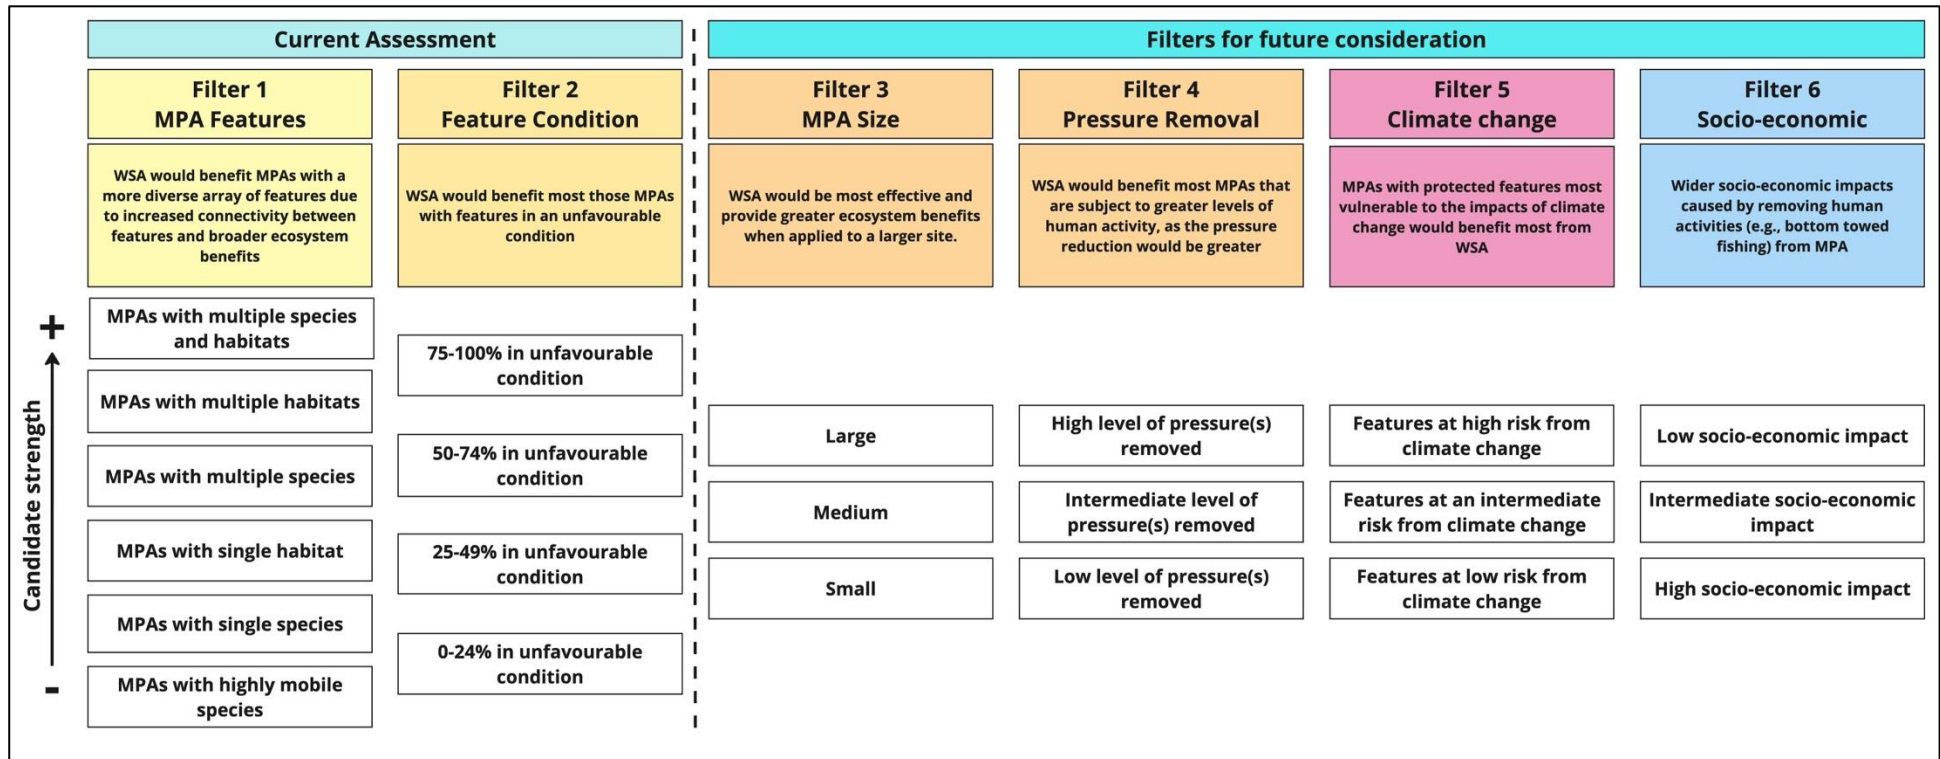 Current Assessment
Filters for future consideration
Filter 1
MPA Features
Filter 2
Feature Condition
Filter 3
MPA Size
Filter 4
Pressure Removal
Filter 5
Climate change
Filter 6
Socio-economic
WSA would benefit MPAs with a
more diverse array of features due
to increased connectivity between
features and broader ecosystem
benefits
WSA would benefit most those MPAs
with features in an unfavourable
condition
WSA would be most effective and
provide greater ecosystem benefits
when applied to a larger site.
WSA would benefit most MPAs that
are subject to greater levels of
human activity, as the pressure
reduction would be greater
MPAs with protected features most
vulnerable to the impacts of climate
change would benefit most from
WSA
Wider socio-economic impacts
caused by removing human
activities (e.g., bottom towed
fishing) from MPA
+
Candidate strength
-
MPAs with multiple species
and habitats
MPAs with multiple habitats
MPAs with multiple species
MPAs with single habitat
MPAs with single species
MPAs with highly mobile
species
75-100% in unfavourable
condition
50-74% in unfavourable
condition
25-49% in unfavourable
condition
0-24% in unfavourable
condition
Large
Medium
Small
High level of pressure(s)
removed
Intermediate level of
pressure(s) removed
Low level of pressure(s)
removed
Features at high risk from
climate change
Features at an intermediate
risk from climate change
Features at low risk from
climate change
Low socio-economic impact
Intermediate socio-economic
impact
High socio-economic impact